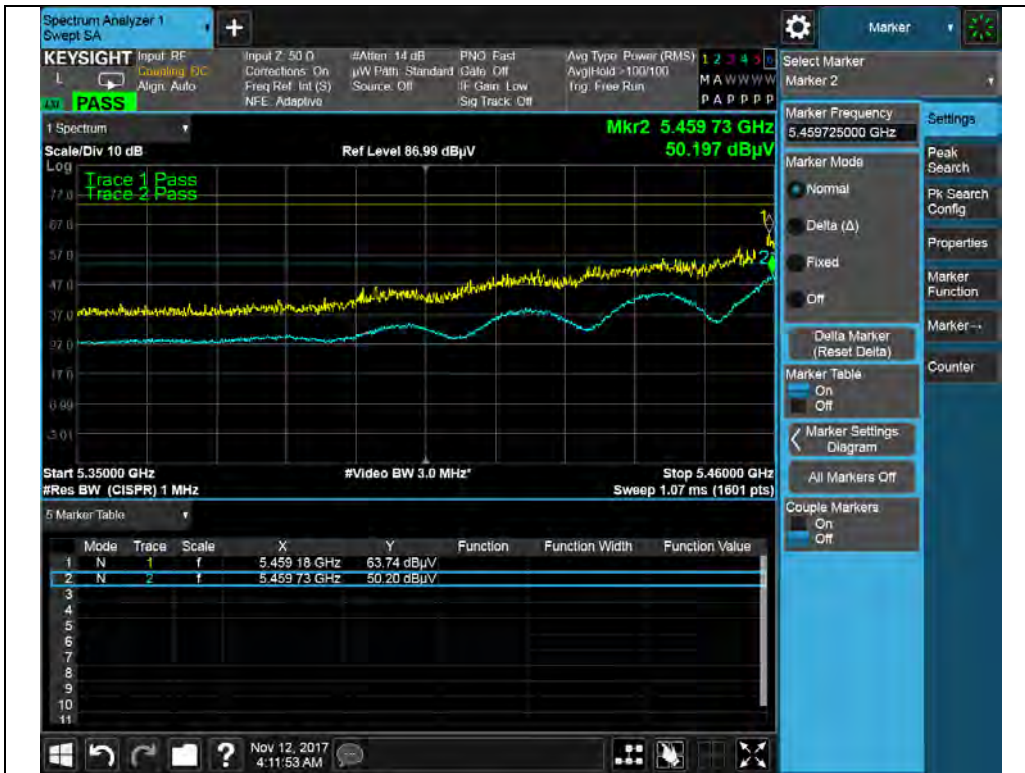 Spectrum Analyzer 1
Swept SA
Marker
KEYSIGHT
Input: RF
Coupling: DC
Align: Auto
Input Z: 50 Ω
Corrections: On
Freq Ref: Int (S)
NFE: Adaptive
#Atten: 14 dB
µW Path: Standard
Source: Off
PNO: Fast
Gate: Off
IF Gain: Low
Sig Track: Off
Avg Type: Power (RMS)
Avg|Hold >100/100
Trig: Free Run
1 2 3 4 5 6
M A W W W W
P A P P P P
L
LXI
PASS
Select Marker
Marker 2
1 Spectrum
Mkr2 5.459 73 GHz
50.197 dBµV
Scale/Div 10 dB
Ref Level 86.99 dBµV
Log
Trace 1 Pass
Trace 2 Pass
77.0
67.0
57.0
47.0
37.0
27.0
17.0
6.99
-3.01
1
2
Start 5.35000 GHz
#Video BW 3.0 MHz*
Stop 5.46000 GHz
#Res BW (CISPR) 1 MHz
Sweep 1.07 ms (1601 pts)
5 Marker Table
Mode Trace Scale X Y Function Function Width Function Value
1 N 1 f 5.459 18 GHz 63.74 dBµV
2 N 2 f 5.459 73 GHz 50.20 dBµV
3
4
5
6
7
8
9
10
11
Marker Frequency
5.459725000 GHz
Marker Mode
Normal
Delta (Δ)
Fixed
Off
Delta Marker
(Reset Delta)
Marker Table
On
Off
Marker Settings
Diagram
All Markers Off
Couple Markers
On
Off
Settings
Peak
Search
Pk Search
Config
Properties
Marker
Function
Marker→
Counter
?
Nov 12, 2017
4:11:53 AM